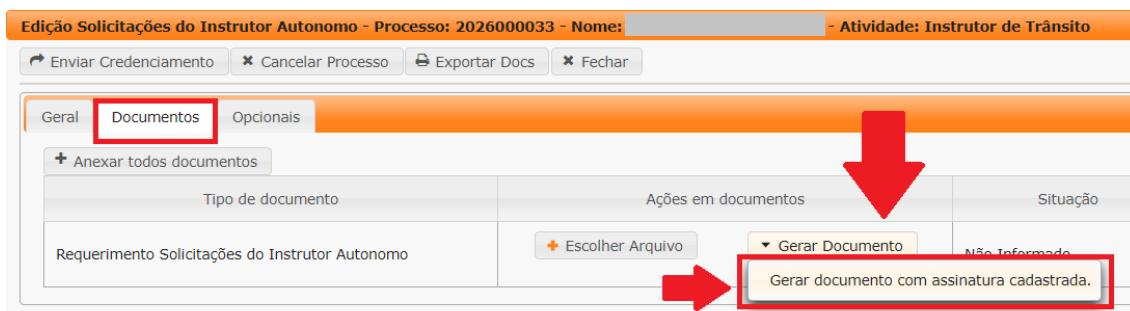 Edição Solicitações do Instrutor Autonomo - Processo: 2026000033 - Nome: - Atividade: Instrutor de Trânsito
Enviar Credenciamento Cancelar Processo Exportar Docs Fechar
Geral Documentos Opcionais
Anexar todos documentos
Tipo de documento Ações em documentos Situação
Requerimento Solicitações do Instrutor Autonomo Escolher Arquivo Gerar Documento Não Informado
Gerar documento com assinatura cadastrada.